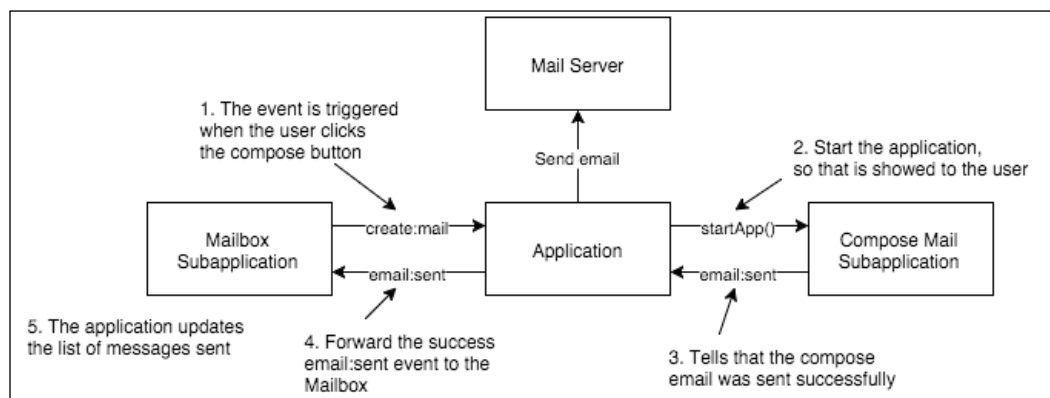 Mail Server
1. The event is triggered
when the user clicks
the compose button
Send email
2. Start the application,
so that is showed to the user
Mailbox
Subapplication
create:mail
email:sent
Application
startApp()
email:sent
Compose Mail
Subapplication
5. The application updates
the list of messages sent
4. Forward the success
email:sent event to the
Mailbox
3. Tells that the compose
email was sent successfully